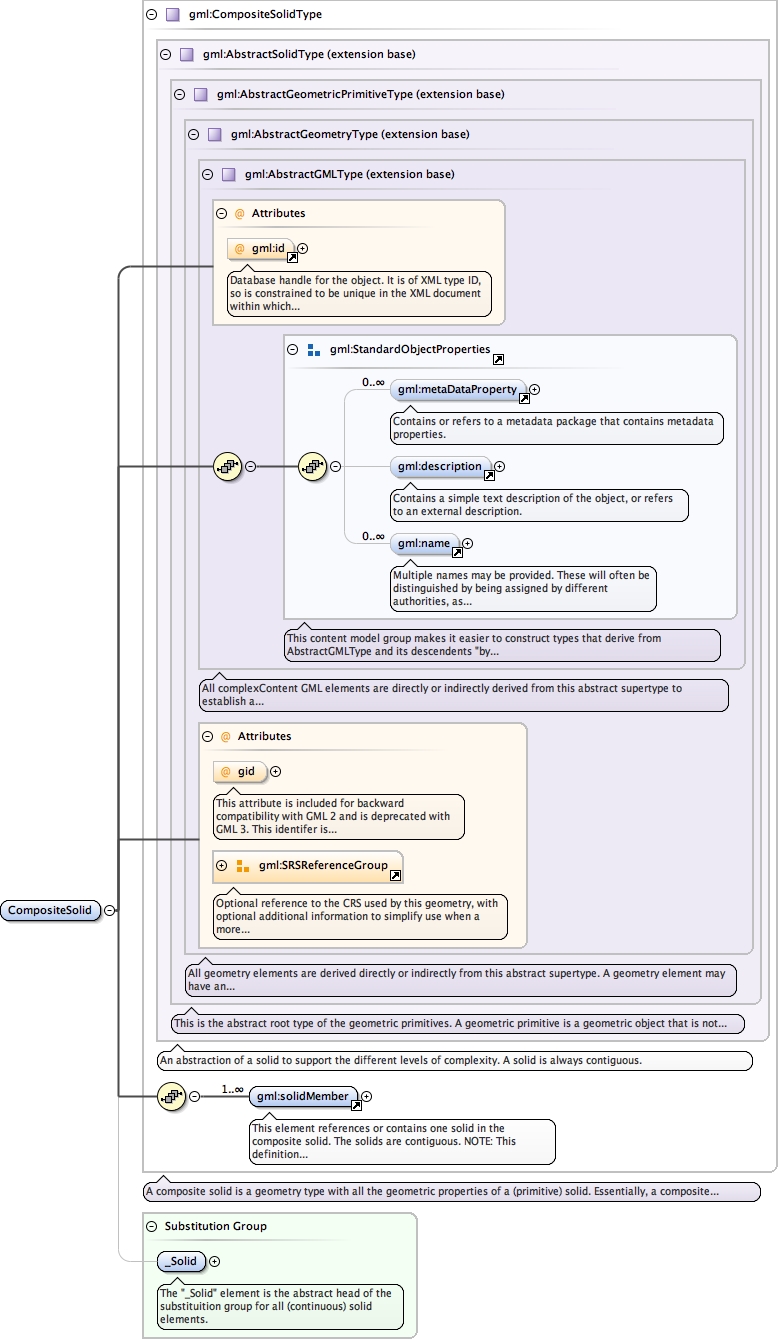 gml:CompositeSolidType
gml:AbstractSolidType (extension base)
gml:AbstractGeometricPrimitiveType (extension base)
gml:AbstractGeometryType (extension base)
gml:AbstractGMLType (extension base)
@ Attributes
@ gml:id
Database handle for the object. It is of XML type ID,
so is constrained to be unique in the XML document
within which...
gml:StandardObjectProperties
0..∞
gml:metaDataProperty
Contains or refers to a metadata package that contains metadata
properties.
gml:description
Contains a simple text description of the object, or refers
to an external description.
0..∞
gml:name
Multiple names may be provided. These will often be
distinguished by being assigned by different
authorities, as...
This content model group makes it easier to construct types that derive from
AbstractGMLType and its descendents "by...
All complexContent GML elements are directly or indirectly derived from this abstract supertype to
establish a...
@ Attributes
@ gid
This attribute is included for backward
compatibility with GML 2 and is deprecated with
GML 3. This identifer is...
gml:SRSReferenceGroup
Optional reference to the CRS used by this geometry, with
optional additional information to simplify use when a
more...
CompositeSolid
All geometry elements are derived directly or indirectly from this abstract supertype. A geometry element may
have an...
This is the abstract root type of the geometric primitives. A geometric primitive is a geometric object that is not...
An abstraction of a solid to support the different levels of complexity. A solid is always contiguous.
1..∞
gml:solidMember
This element references or contains one solid in the
composite solid. The solids are contiguous. NOTE: This
definition...
A composite solid is a geometry type with all the geometric properties of a (primitive) solid. Essentially, a composite...
Substitution Group
_Solid
The "_Solid" element is the abstract head of the
substituition group for all (continuous) solid
elements.